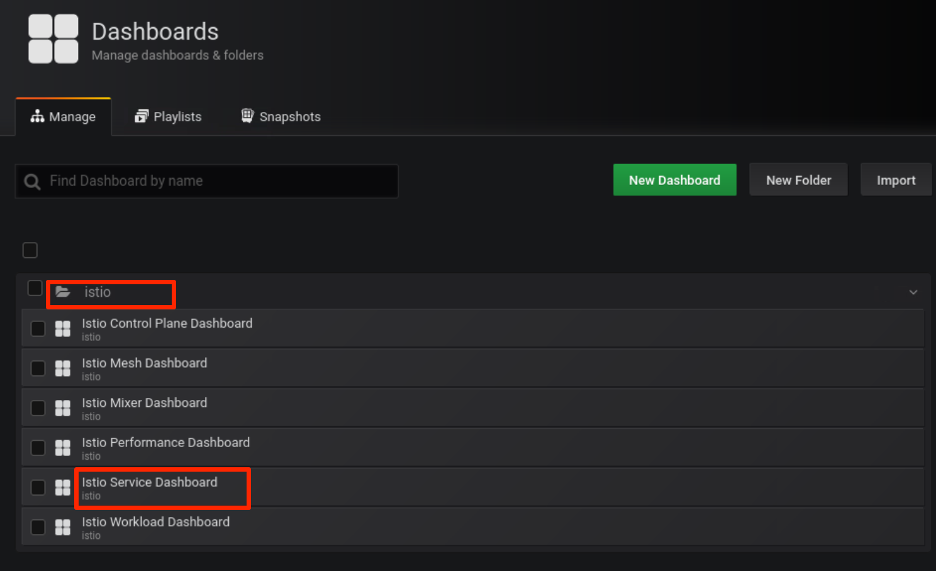 Dashboards
Manage dashboards & folders
Manage
Playlists
Snapshots
Find Dashboard by name
New Dashboard
New Folder
Import
istio
Istio Control Plane Dashboard
istio
Istio Mesh Dashboard
istio
Istio Mixer Dashboard
istio
Istio Performance Dashboard
istio
Istio Service Dashboard
istio
Istio Workload Dashboard
istio